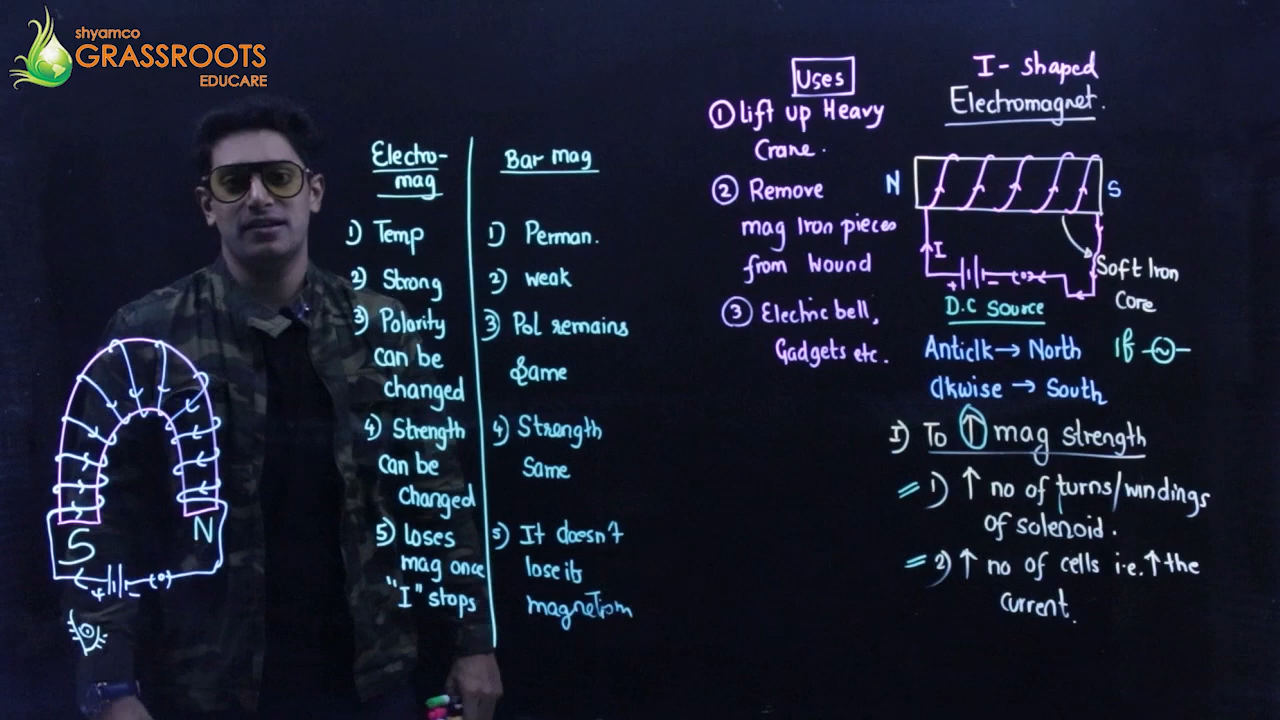 shyamco
GRASSROOTS
EDUCARE
S
N
+
-
Electro-
mag
1) Temp
2) Strong
3) Polarity
can be
changed
4) Strength
can be
Changed
5) loses
mag once
"I" stops
Bar mag
1) Perman.
2) weak
3) Pol remains
Same
4) Strength
Same
5) It doesn't
lose its
magnetism
Uses
① lift up Heavy
Crane.
② Remove
mag Iron pieces
from wound
③ Electric bell,
Gadgets etc.
I - shaped
Electromagnet.
N
S
I
+
-
Soft Iron
Core
D.C Source
Anticlk → North
Clkwise → South
If
I) To ↑ mag strength
= 1) ↑ no of turns/windings
of solenoid.
= 2) ↑ no of cells i.e. ↑ the
current.